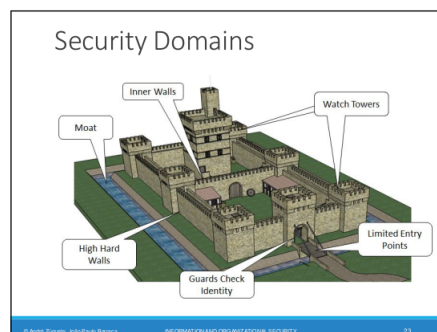 Security Domains
Inner Walls
Watch Towers
Moat
High Hard
Walls
Limited Entry
Points
Guards Check
Identity
INFORMATION AND ORGANIZATIONAL SECURITY
23